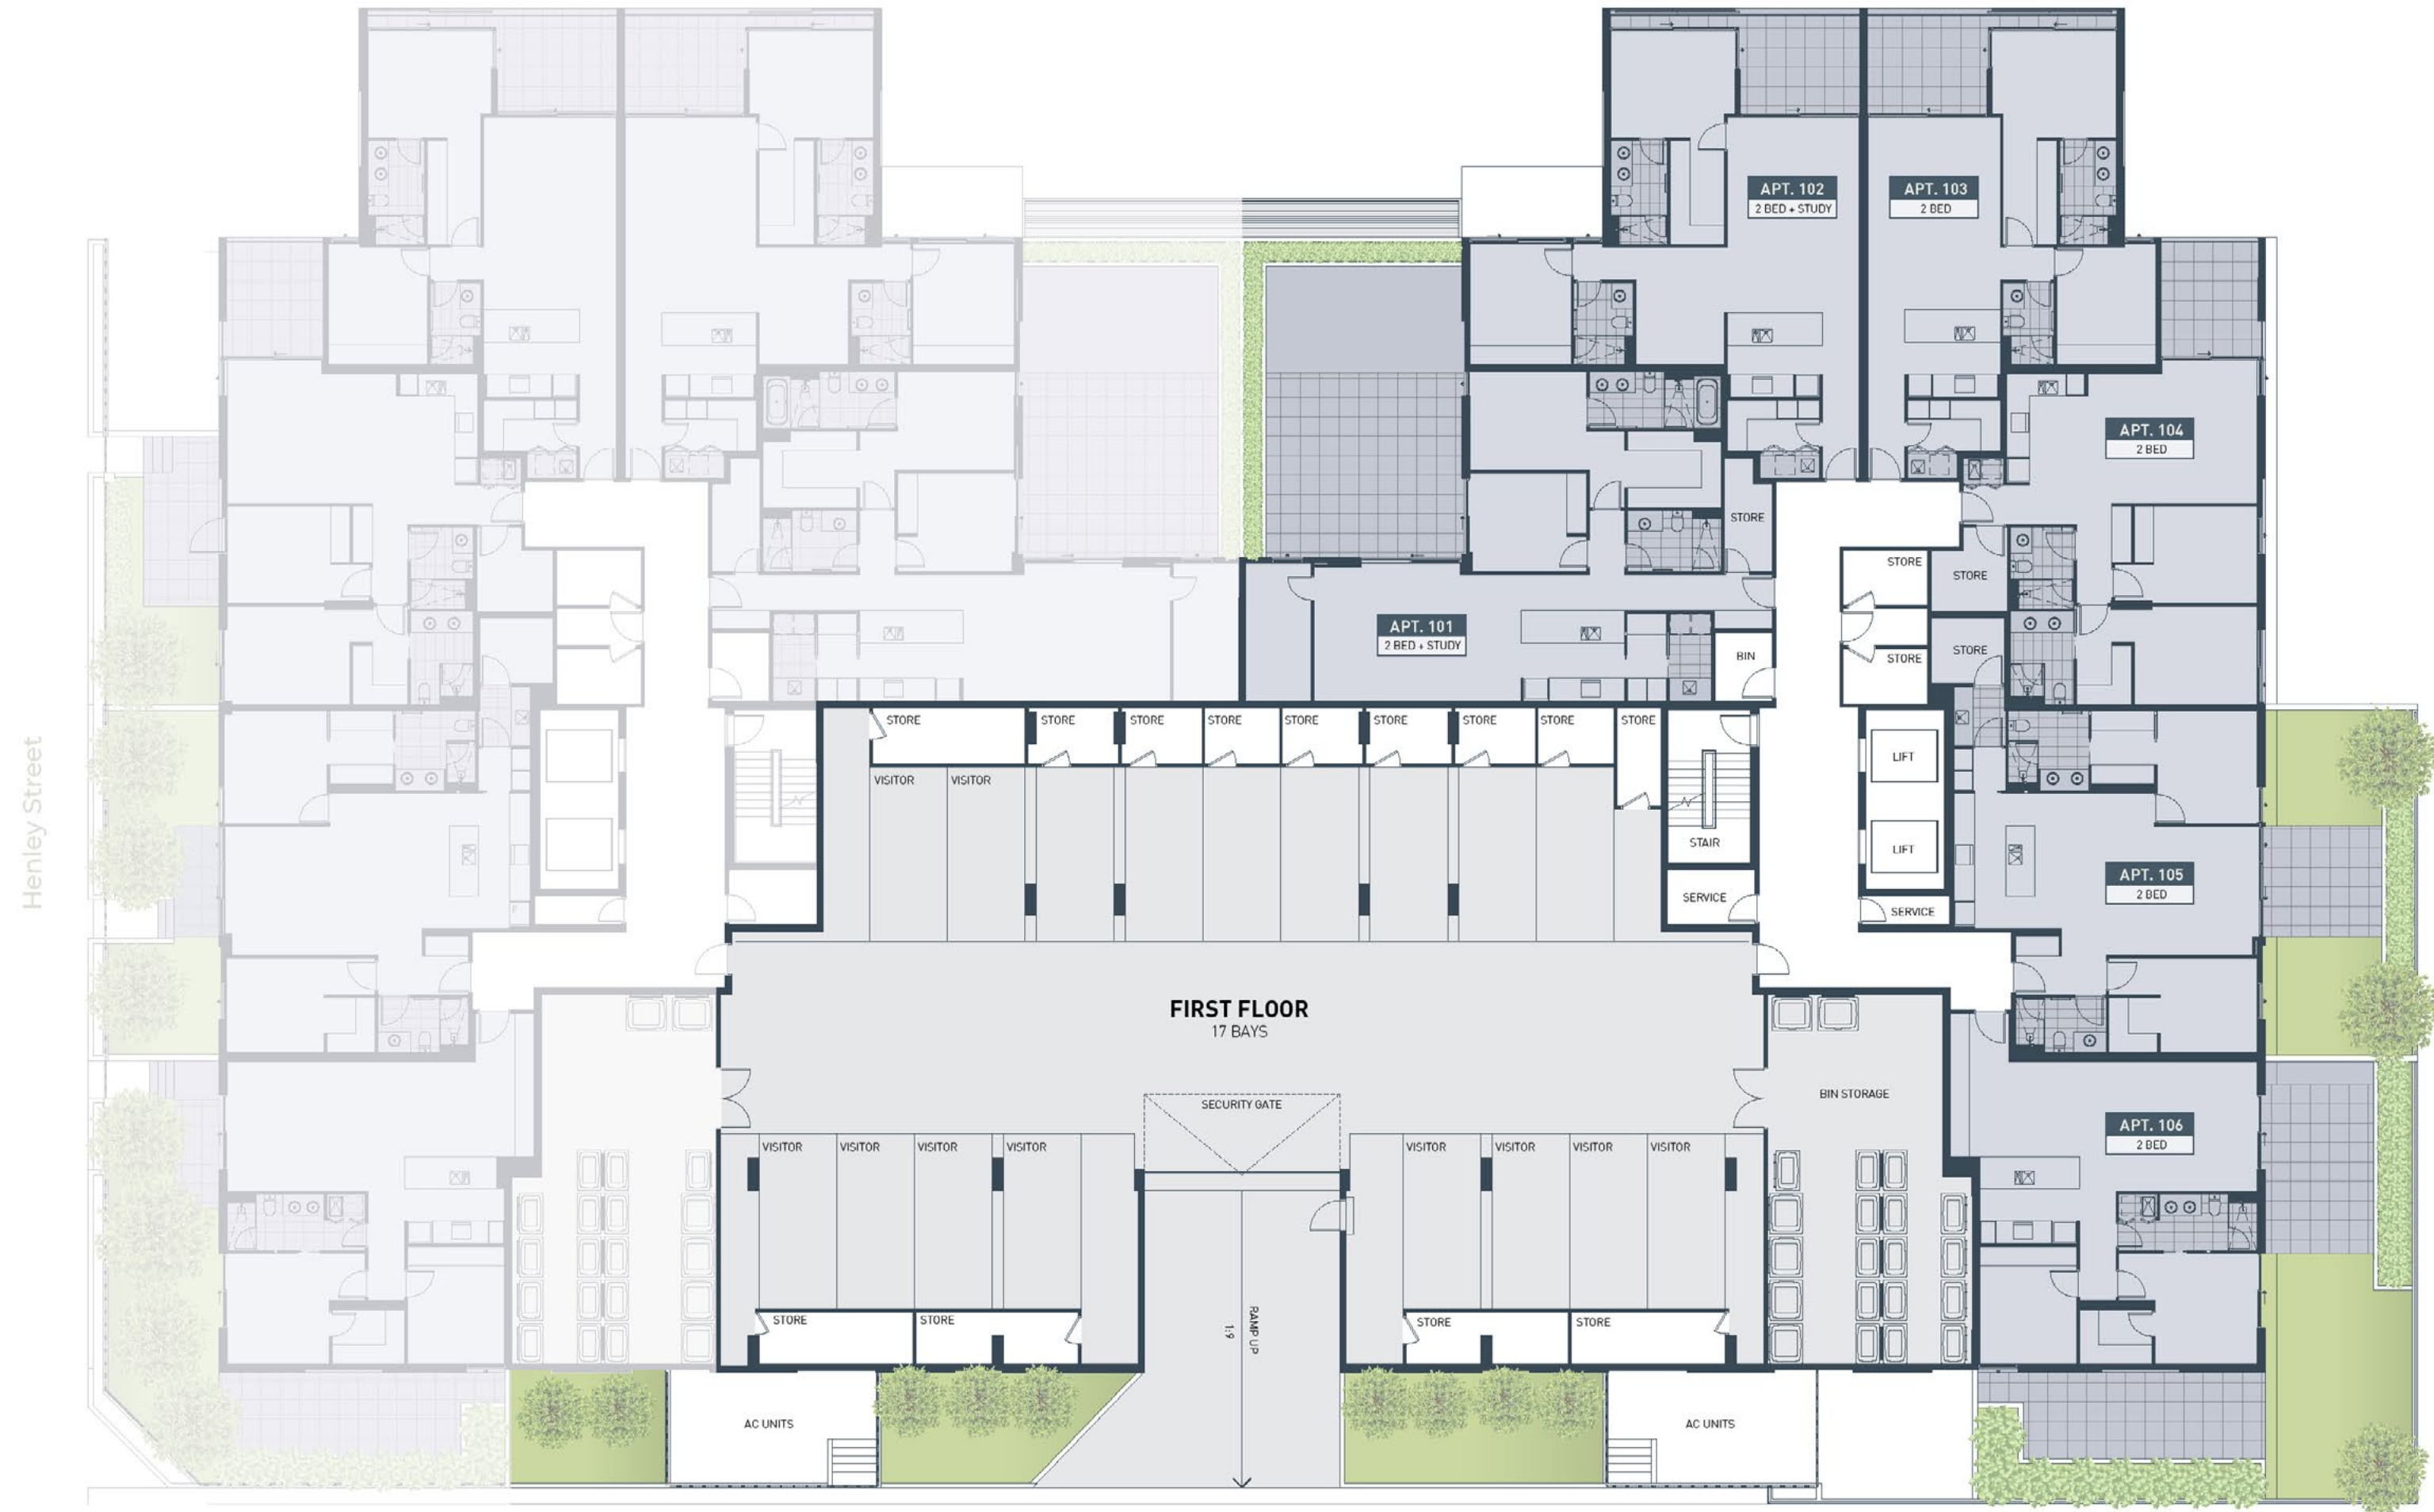 APT. 102
2 BED + STUDY
APT. 103
2 BED
APT. 104
2 BED
STORE
STORE
STORE
APT. 101
2 BED + STUDY
BIN
STORE
STORE
STORE
STORE
STORE
STORE
STORE
STORE
STORE
STORE
STORE
LIFT
VISITOR
VISITOR
Henley Street
STAIR
LIFT
APT. 105
2 BED
SERVICE
SERVICE
FIRST FLOOR
17 BAYS
SECURITY GATE
BIN STORAGE
APT. 106
2 BED
VISITOR
VISITOR
VISITOR
VISITOR
VISITOR
VISITOR
VISITOR
VISITOR
STORE
STORE
RAMP UP
1:9
STORE
STORE
AC UNITS
AC UNITS